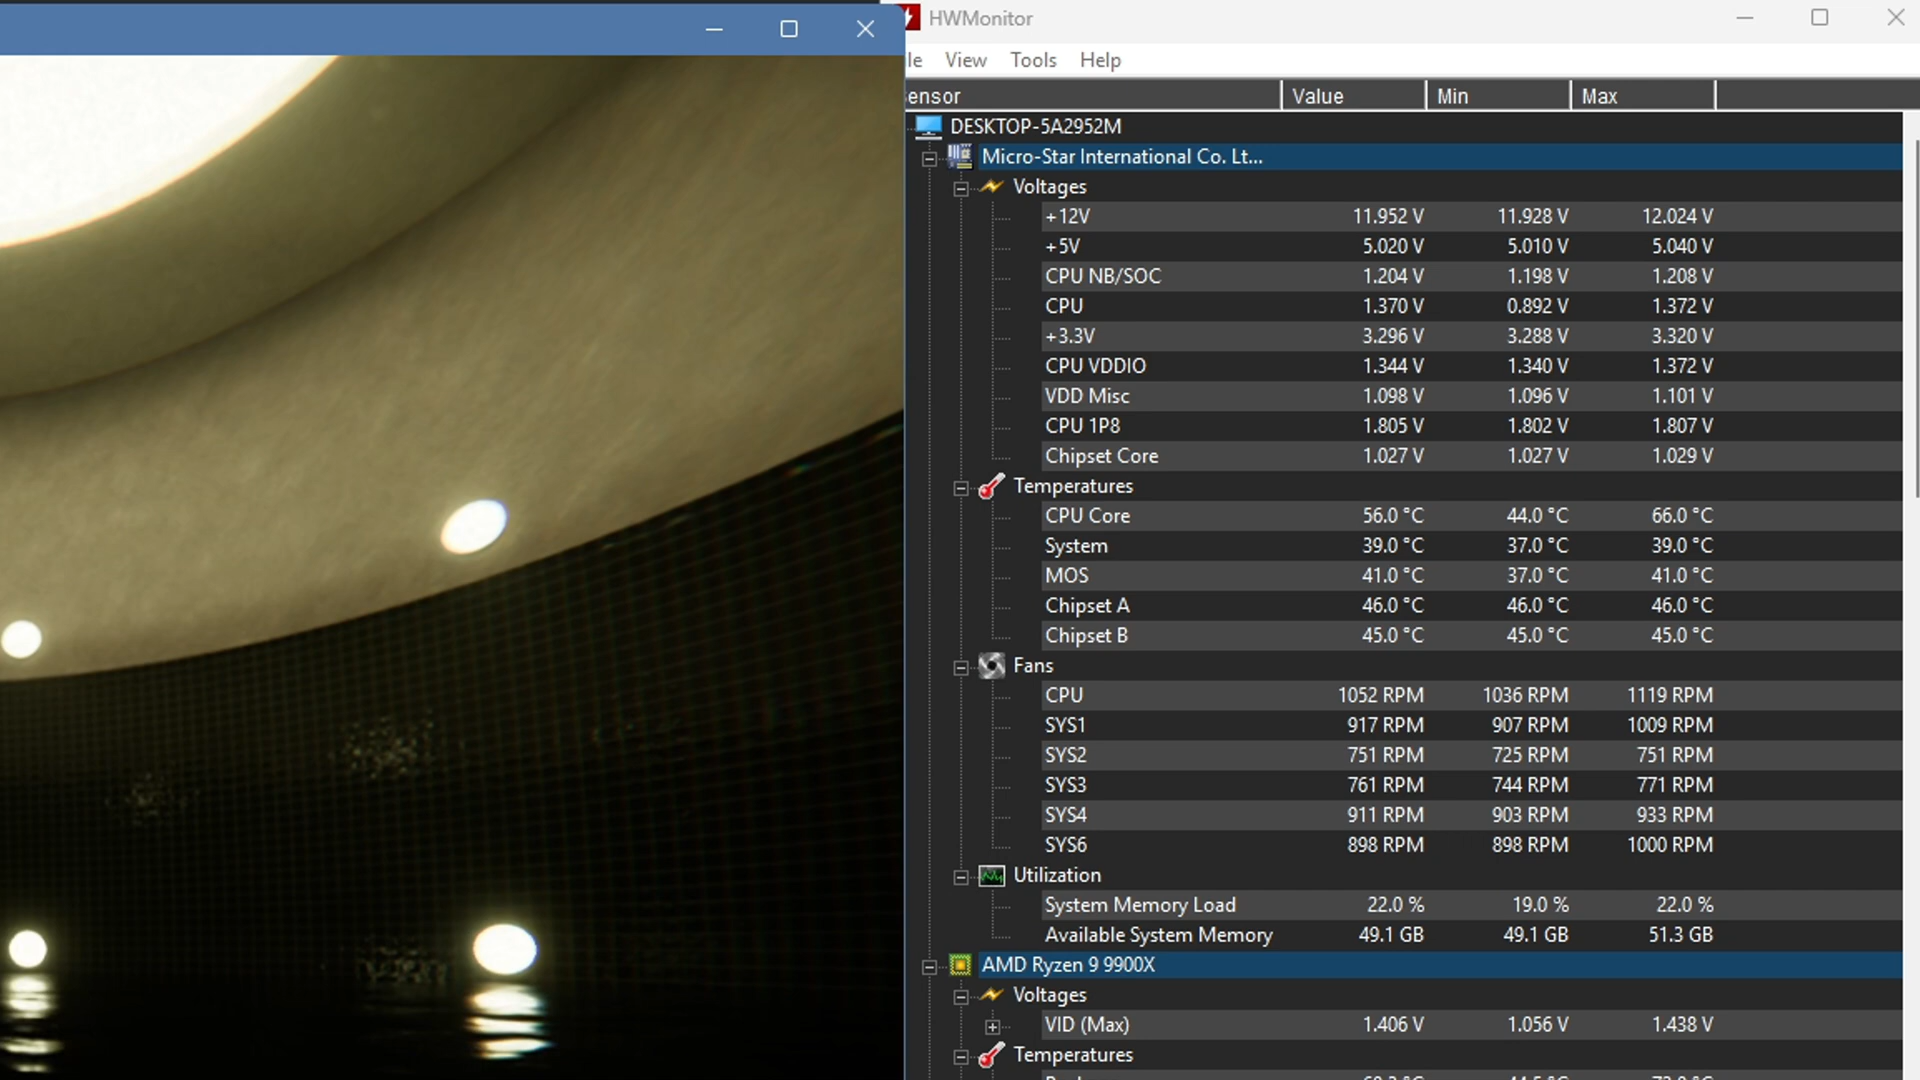 HWMonitor
le View Tools Help
ensor Value Min Max
DESKTOP-5A2952M
Micro-Star International Co. Lt...
Voltages
+12V 11.952 V 11.928 V 12.024 V
+5V 5.020 V 5.010 V 5.040 V
CPU NB/SOC 1.204 V 1.198 V 1.208 V
CPU 1.370 V 0.892 V 1.372 V
+3.3V 3.296 V 3.288 V 3.320 V
CPU VDDIO 1.344 V 1.340 V 1.372 V
VDD Misc 1.098 V 1.096 V 1.101 V
CPU 1P8 1.805 V 1.802 V 1.807 V
Chipset Core 1.027 V 1.027 V 1.029 V
Temperatures
CPU Core 56.0 °C 44.0 °C 66.0 °C
System 39.0 °C 37.0 °C 39.0 °C
MOS 41.0 °C 37.0 °C 41.0 °C
Chipset A 46.0 °C 46.0 °C 46.0 °C
Chipset B 45.0 °C 45.0 °C 45.0 °C
Fans
CPU 1052 RPM 1036 RPM 1119 RPM
SYS1 917 RPM 907 RPM 1009 RPM
SYS2 751 RPM 725 RPM 751 RPM
SYS3 761 RPM 744 RPM 771 RPM
SYS4 911 RPM 903 RPM 933 RPM
SYS6 898 RPM 898 RPM 1000 RPM
Utilization
System Memory Load 22.0 % 19.0 % 22.0 %
Available System Memory 49.1 GB 49.1 GB 51.3 GB
AMD Ryzen 9 9900X
Voltages
VID (Max) 1.406 V 1.056 V 1.438 V
Temperatures